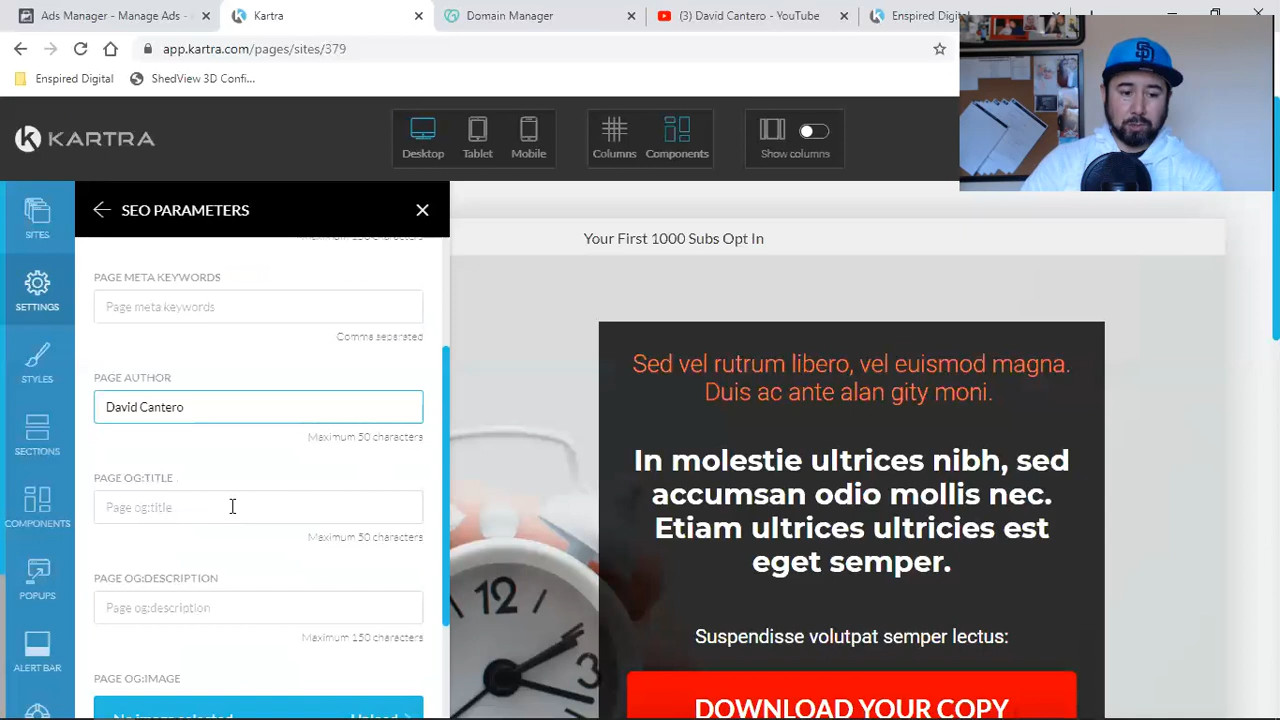 Ads Manager - Manage Ads - × Kartra × Domain Manager × (3) David Cantero - YouTube × Enspired Digital
app.kartra.com/pages/sites/379
Enspired Digital ShedView 3D Confi...
KARTRA
Desktop Tablet Mobile Columns Components Show columns
SITES
SETTINGS
STYLES
SECTIONS
COMPONENTS
POPUPS
ALERT BAR
SEO PARAMETERS
PAGE META KEYWORDS
Page meta keywords
Comma separated
PAGE AUTHOR
David Cantero
Maximum 50 characters
PAGE OG:TITLE
Page og:title
Maximum 50 characters
PAGE OG:DESCRIPTION
Page og:description
Maximum 150 characters
PAGE OG:IMAGE
Your First 1000 Subs Opt In
Sed vel rutrum libero, vel euismod magna.
Duis ac ante alan gity moni.
In molestie ultrices nibh, sed
accumsan odio mollis nec.
Etiam ultrices ultricies est
eget semper.
Suspendisse volutpat semper lectus:
DOWNLOAD YOUR COPY
12
3